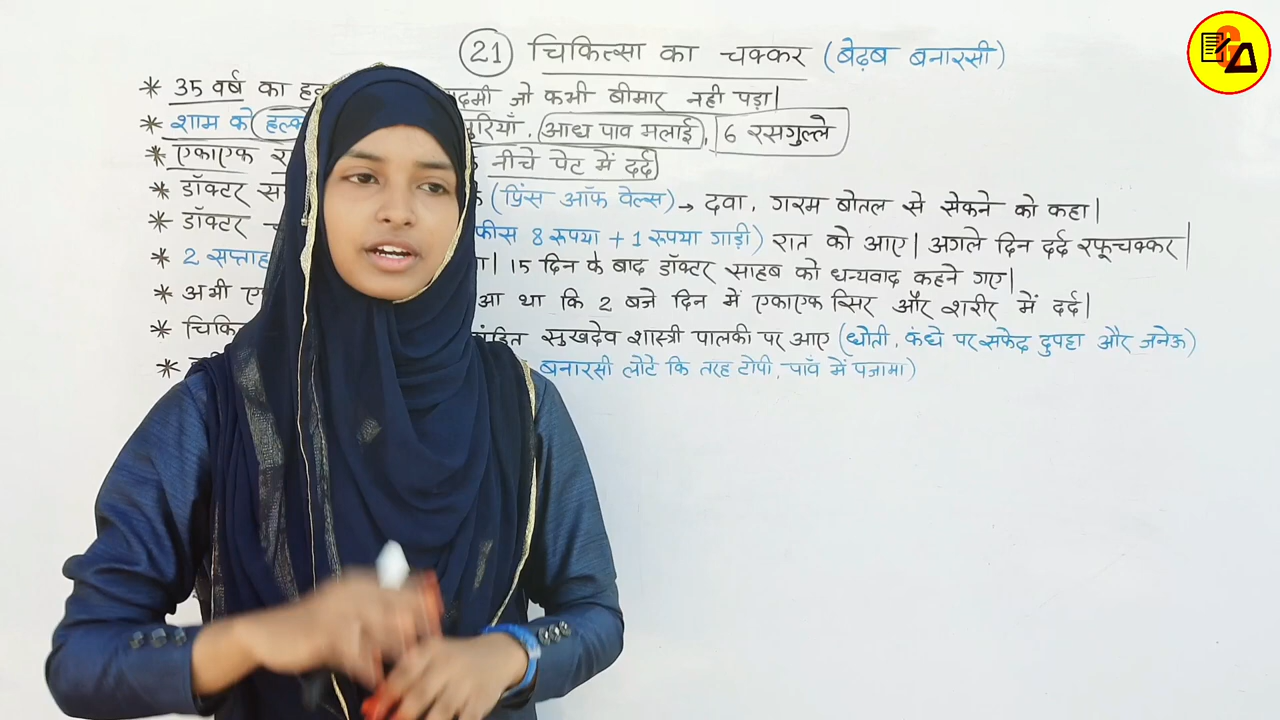 21 चिकित्सा का चक्कर (बेढ़ब बनारसी)
* 35 वर्ष का जो कभी बीमार नही पड़ा|
* शाम को आध पाव मलाई, 6 रसगुल्ले
* एकाएक नीचे पेट में दर्द
* डॉक्टर (प्रिंस ऑफ वेल्स) → दवा, गरम बोतल से सेकने को कहा|
* डॉक्टर फीस 8 रूपया + 1 रूपया गाड़ी) रात को आए| अगले दिन दर्द रफूचक्कर|
* 2 सप्ताह 15 दिन के बाद डॉक्टर साहब को धन्यवाद कहने गए|
* अभी आ था कि 2 बजे दिन में एकाएक सिर और शरीर में दर्द|
* सुखदेव शास्त्री पालकी पर आए (धोती, कंधे पर सफेद दुपट्टा और जनेऊ)
* बनारसी लोटे कि तरह टोपी, पाँव में पजामा)